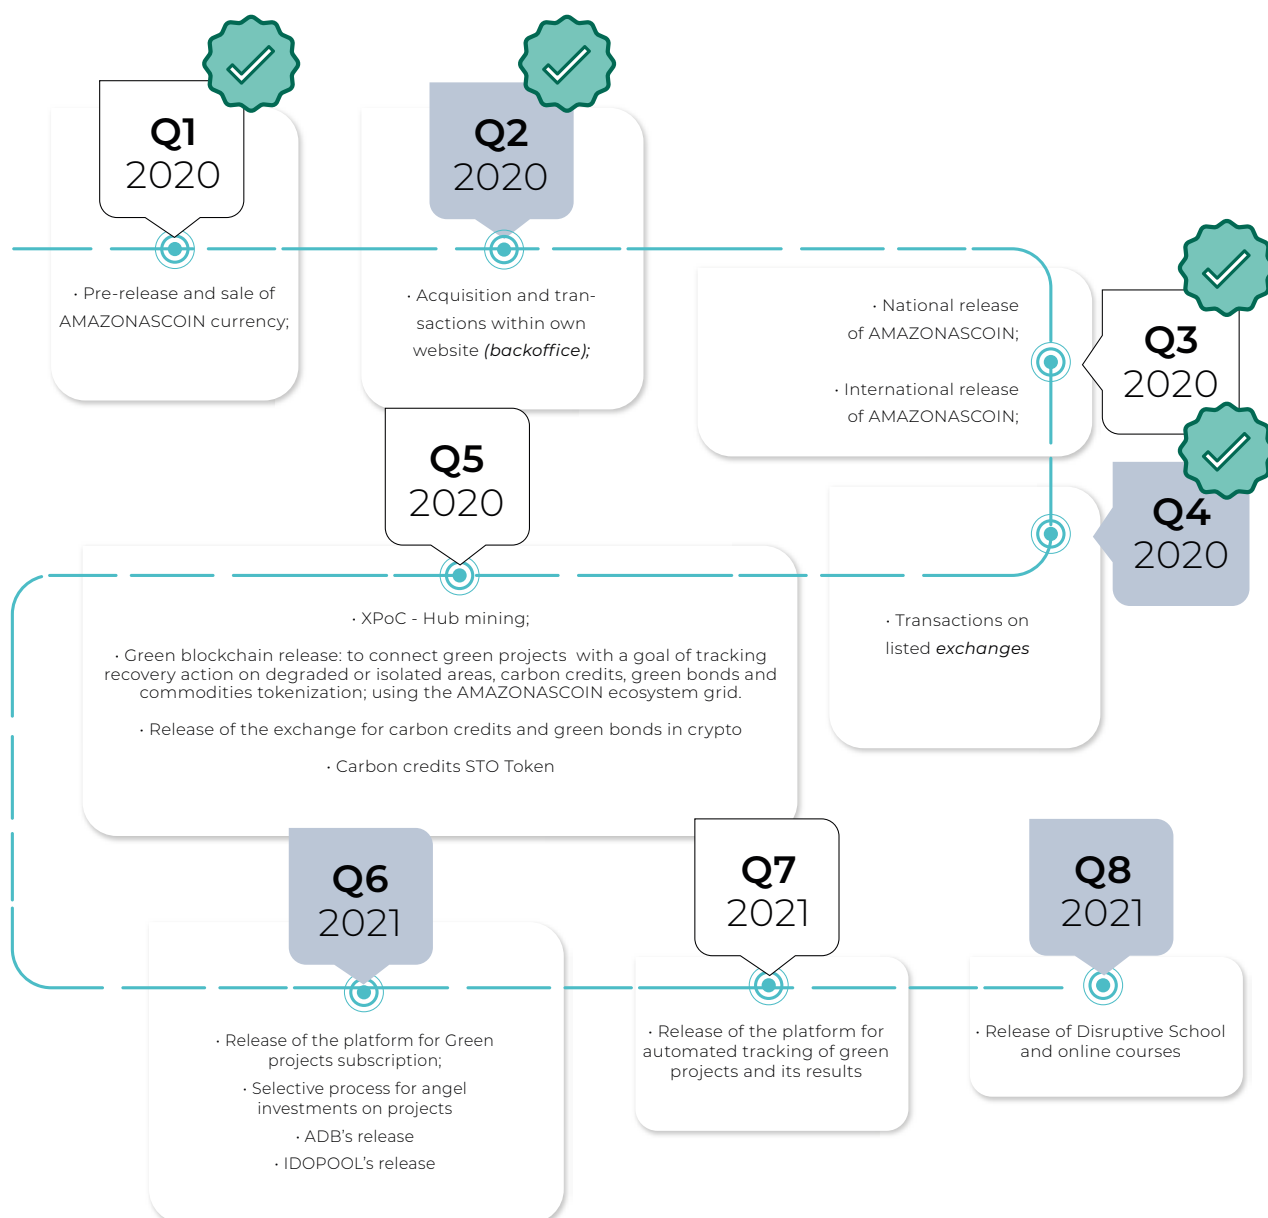 Q1
2020
· Pre-release and sale of
AMAZONASCOIN currency;
Q2
2020
· Acquisition and tran-
sactions within own
website (backoffice);
Q3
2020
· National release
of AMAZONASCOIN;
· International release
of AMAZONASCOIN;
Q4
2020
· Transactions on
listed exchanges
Q5
2020
· XPoC - Hub mining;
· Green blockchain release: to connect green projects  with a goal of tracking
recovery action on degraded or isolated areas, carbon credits, green bonds and
commodities tokenization; using the AMAZONASCOIN ecosystem grid.
· Release of the exchange for carbon credits and green bonds in crypto
· Carbon credits STO Token
Q6
2021
· Release of the platform for Green
projects subscription;
· Selective process for angel
investments on projects
· ADB's release
· IDOPOOL's release
Q7
2021
· Release of the platform for
automated tracking of green
projects and its results
Q8
2021
· Release of Disruptive School
and online courses